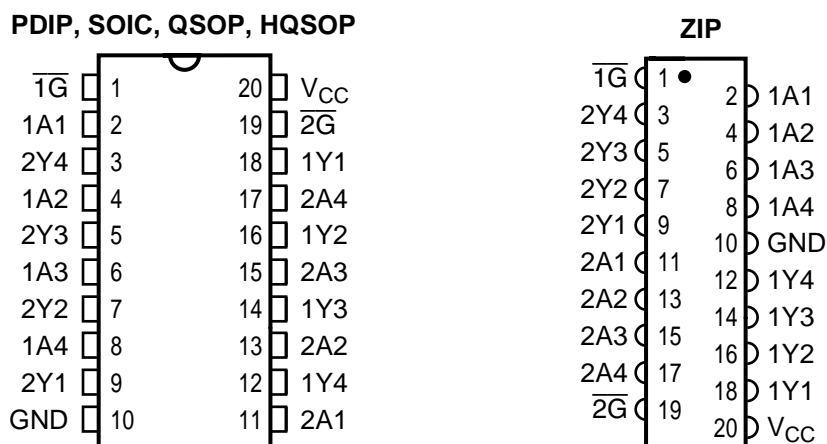 PDIP, SOIC, QSOP, HQSOP
1G 1 20 VCC
1A1 2 19 2G
2Y4 3 18 1Y1
1A2 4 17 2A4
2Y3 5 16 1Y2
1A3 6 15 2A3
2Y2 7 14 1Y3
1A4 8 13 2A2
2Y1 9 12 1Y4
GND 10 11 2A1
ZIP
1G 1
2 1A1
2Y4 3
4 1A2
2Y3 5
6 1A3
2Y2 7
8 1A4
2Y1 9
10 GND
2A1 11
12 1Y4
2A2 13
14 1Y3
2A3 15
16 1Y2
2A4 17
18 1Y1
2G 19
20 VCC